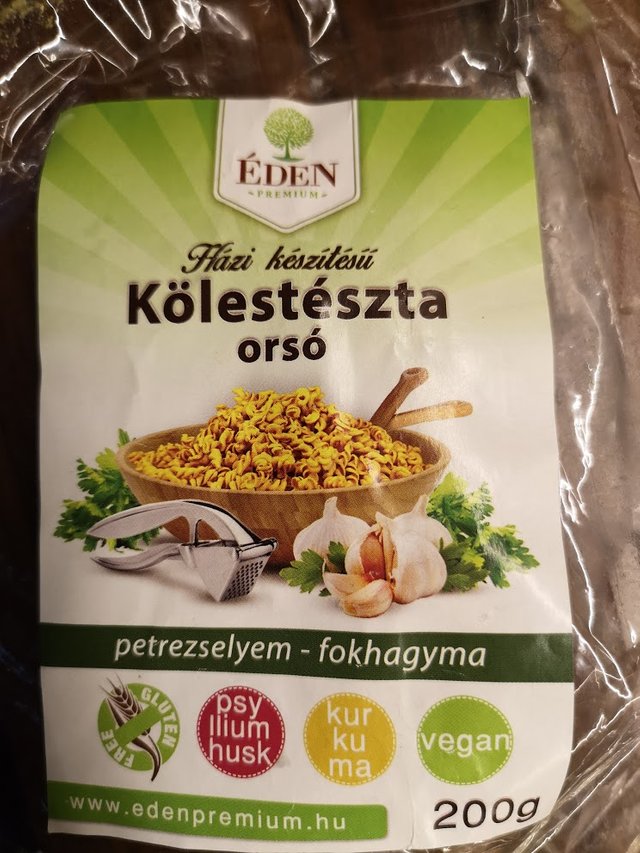 ÉDEN
PREMIUM
Házi készítésű
Kölestészta
orsó
petrezselyem - fokhagyma
GLUTEN
FREE
psy
llium
husk
kur
ku
ma
vegan
www.edenpremium.hu
200g